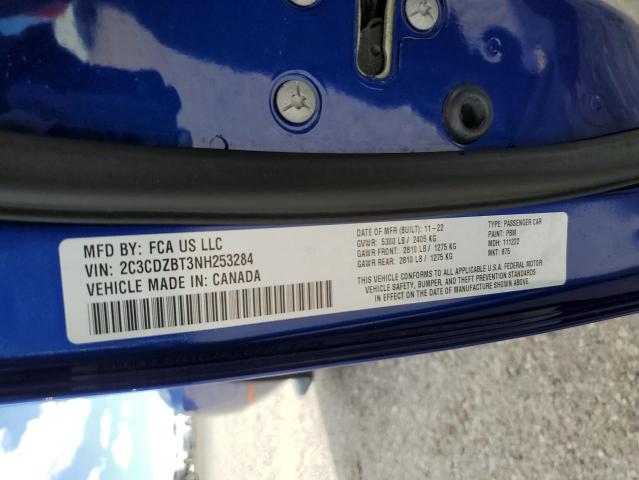 MFD BY: FCA US LLC
VIN: 2C3CDZBT3NH253284
VEHICLE MADE IN: CANADA
DATE OF MFR (BUILT): 11-22
GVWR: 5300 LB / 2405 KG
GAWR FRONT: 2810 LB / 1275 KG
GAWR REAR: 2810 LB / 1275 KG
TYPE: PASSENGER CAR
PAINT: PBM
MDH: 111222
MKT: 875
THIS VEHICLE CONFORMS TO ALL APPLICABLE U.S.A. FEDERAL MOTOR
VEHICLE SAFETY, BUMPER, AND THEFT PREVENTION STANDARDS
IN EFFECT ON THE DATE OF MANUFACTURE SHOWN ABOVE.